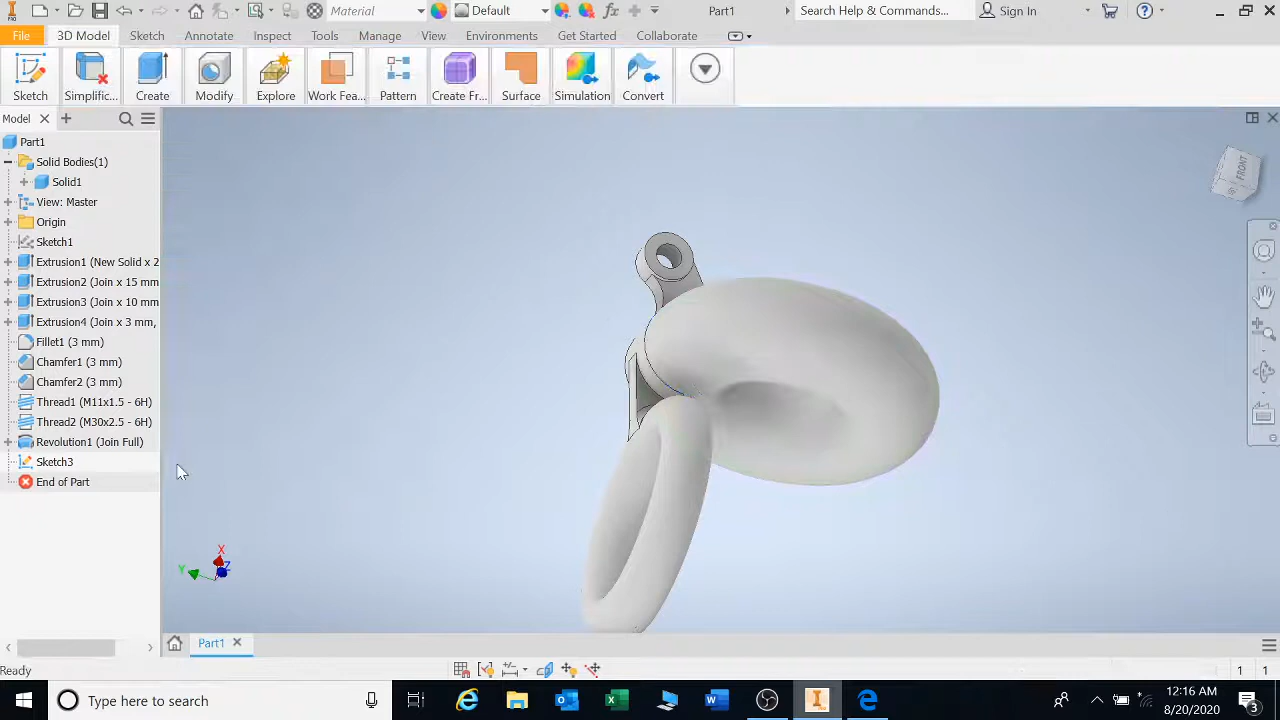 Material
Default
Part1
Search Help & Commands...
Sign In
PRO
File
3D Model
Sketch
Annotate
Inspect
Tools
Manage
View
Environments
Get Started
Collaborate
Sketch
Simplific...
Create
Modify
Explore
Work Fea...
Pattern
Create Fr...
Surface
Simulation
Convert
Model
Part1
Solid Bodies(1)
Solid1
View: Master
Origin
Sketch1
Extrusion1 (New Solid x 2
Extrusion2 (Join x 15 mm
Extrusion3 (Join x 10 mm
Extrusion4 (Join x 3 mm,
Fillet1 (3 mm)
Chamfer1 (3 mm)
Chamfer2 (3 mm)
Thread1 (M11x1.5 - 6H)
Thread2 (M30x2.5 - 6H)
Revolution1 (Join Full)
Sketch3
End of Part
FRONT
X
Y
Z
Part1
Ready
1
1
Type here to search
12:16 AM
8/20/2020
3